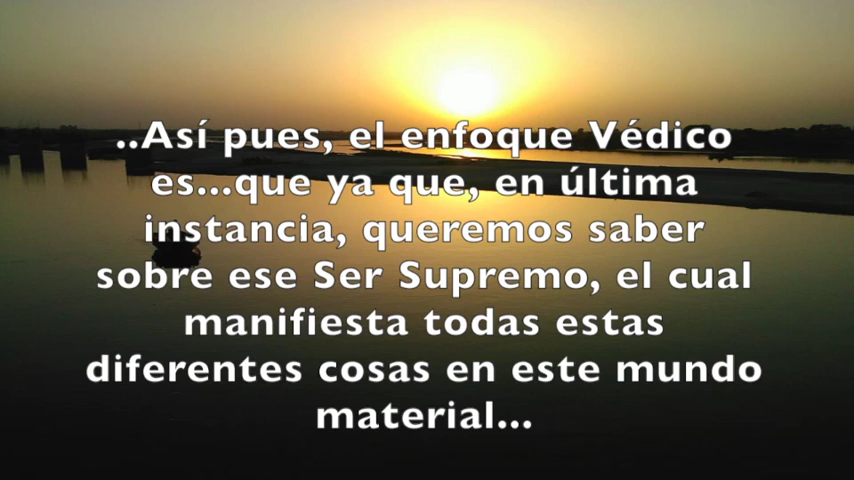 ..Así pues, el enfoque Védico
es...que ya que, en última
instancia, queremos saber
sobre ese Ser Supremo, el cual
manifiesta todas estas
diferentes cosas en este mundo
material...